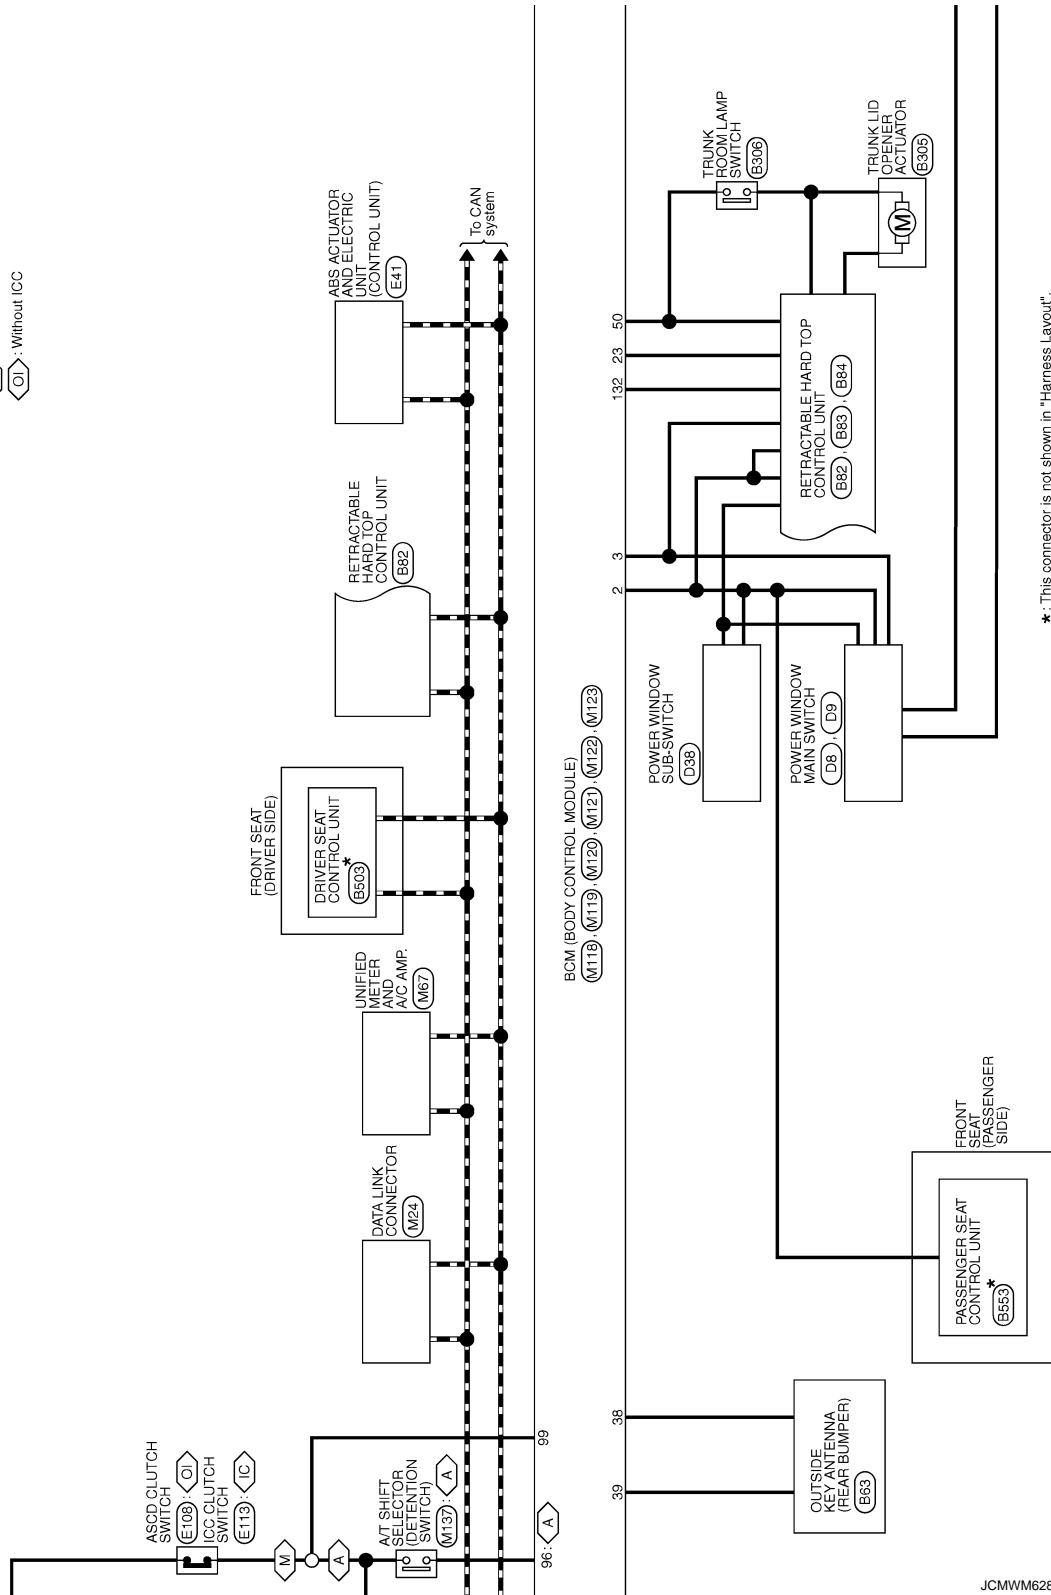 OI : Without ICC
ABS ACTUATOR
AND ELECTRIC
UNIT
(CONTROL UNIT)
E41
To CAN
system
RETRACTABLE
HARD TOP
CONTROL UNIT
B82
FRONT SEAT
(DRIVER SIDE)
DRIVER SEAT
CONTROL UNIT
*
B503
UNIFIED
METER
AND
A/C AMP.
M67
DATA LINK
CONNECTOR
M24
ASCD CLUTCH
SWITCH
E108 : OI
ICC CLUTCH
SWITCH
E113 : IC
M
A
A/T SHIFT
SELECTOR
(DETENTION
SWITCH)
M137 : A
99
96 : A
BCM (BODY CONTROL MODULE)
M118 , M119 , M120 , M121 , M122 , M123
50
23
132
3
2
38
39
TRUNK
ROOM LAMP
SWITCH
B306
TRUNK LID
OPENER
ACTUATOR
B305
M
RETRACTABLE HARD TOP
CONTROL UNIT
B82 , B83 , B84
POWER WINDOW
SUB-SWITCH
D38
POWER WINDOW
MAIN SWITCH
D8 , D9
FRONT
SEAT
(PASSENGER
SIDE)
PASSENGER SEAT
CONTROL UNIT
*
B553
OUTSIDE
KEY ANTENNA
(REAR BUMPER)
B63
* : This connector is not shown in "Harness Layout".
JCMWM628